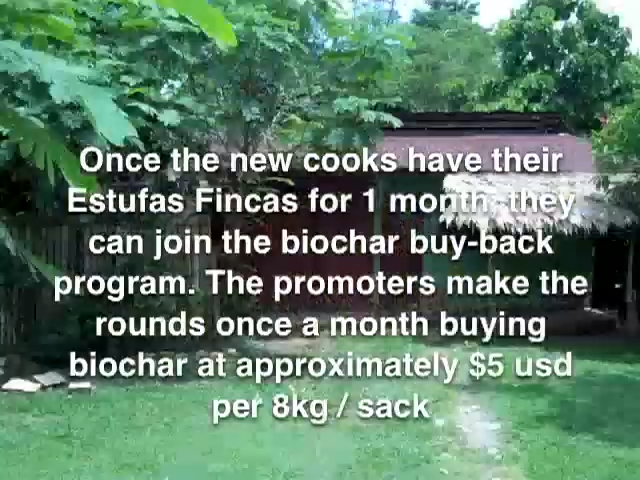 Once the new cooks have their
Estufas Fincas for 1 month, they
can join the biochar buy-back
program. The promoters make the
rounds once a month buying
biochar at approximately $5 usd
per 8kg / sack